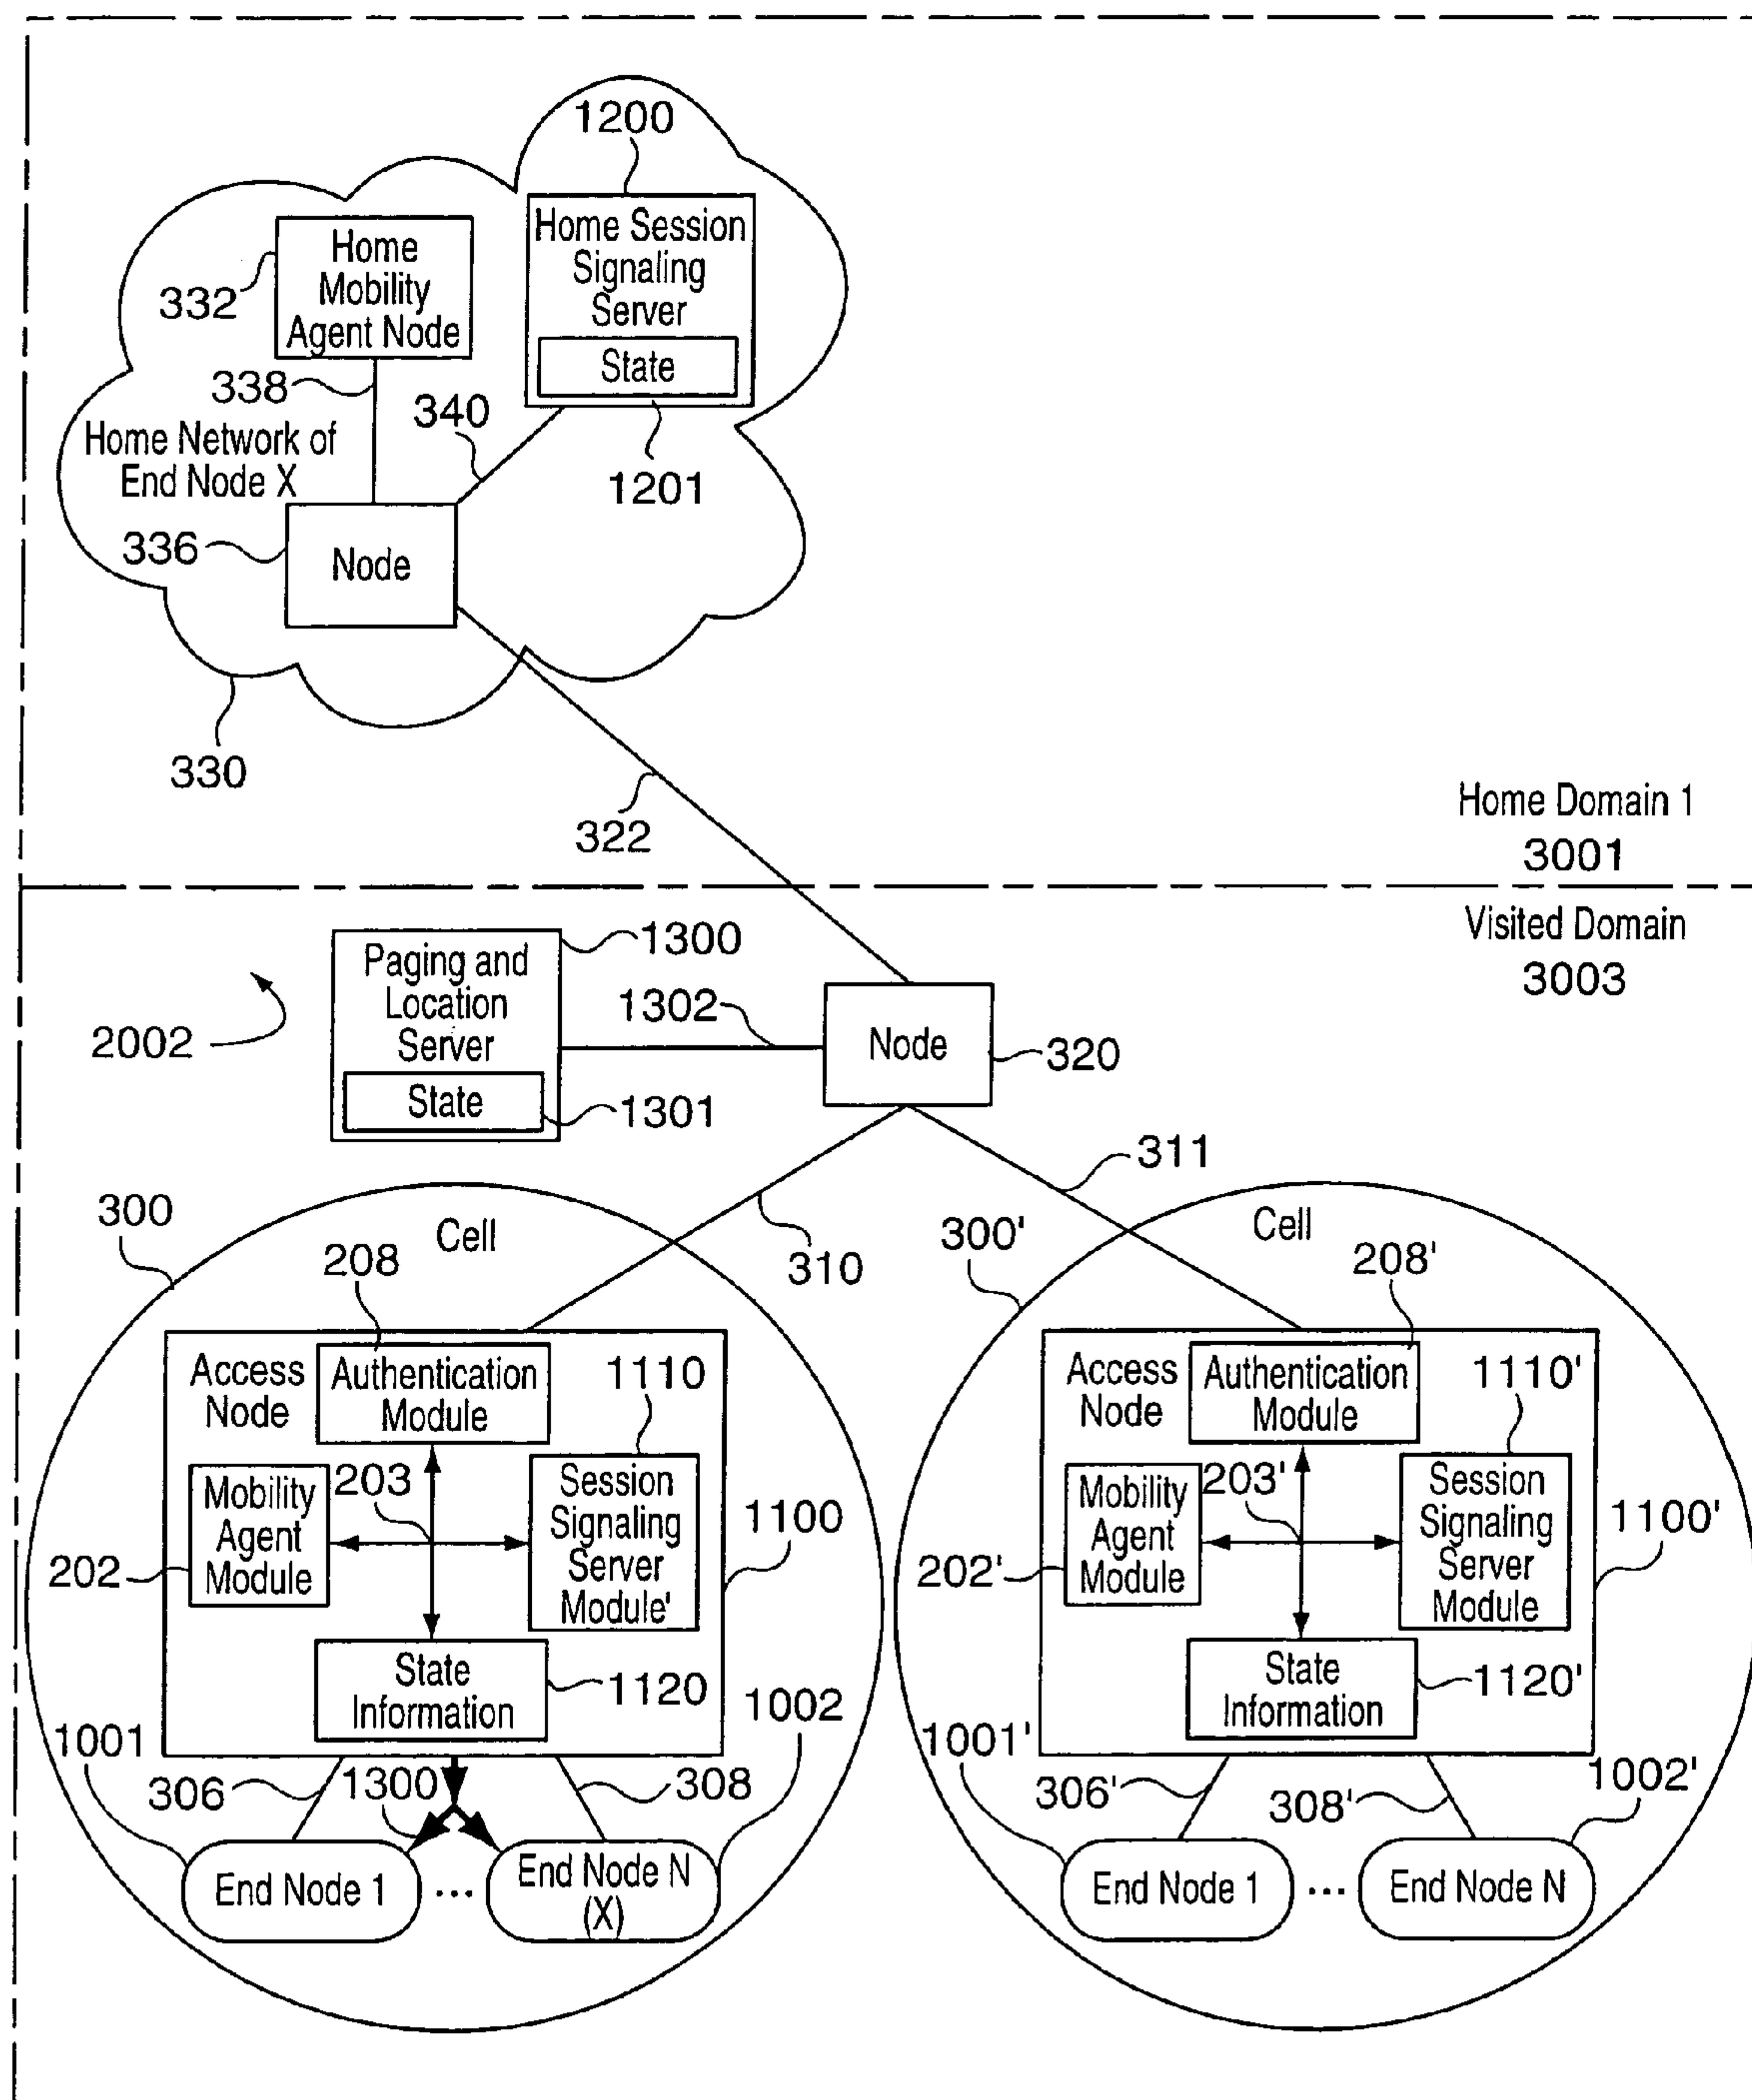 1200
Home Session
Signaling
Server
State
1201
Home
Mobility
Agent Node
332
338
340
Home Network of
End Node X
336
Node
330
322
Home Domain 1
3001
Visited Domain
3003
1300
Paging and
Location
Server
State
1301
1302
2002
Node
320
310
311
300
Cell
208
Access
Node
Authentication
Module
1110
Mobility
Agent
Module
203
Session
Signaling
Server
Module'
202
1100
State
Information
1120
1001
306
1300
308
1002
End Node 1
...
End Node N
(X)
300'
Cell
208'
Access
Node
Authentication
Module
1110'
Mobility
Agent
Module
203'
Session
Signaling
Server
Module
202'
1100'
State
Information
1120'
1001'
306'
308'
1002'
End Node 1
...
End Node N